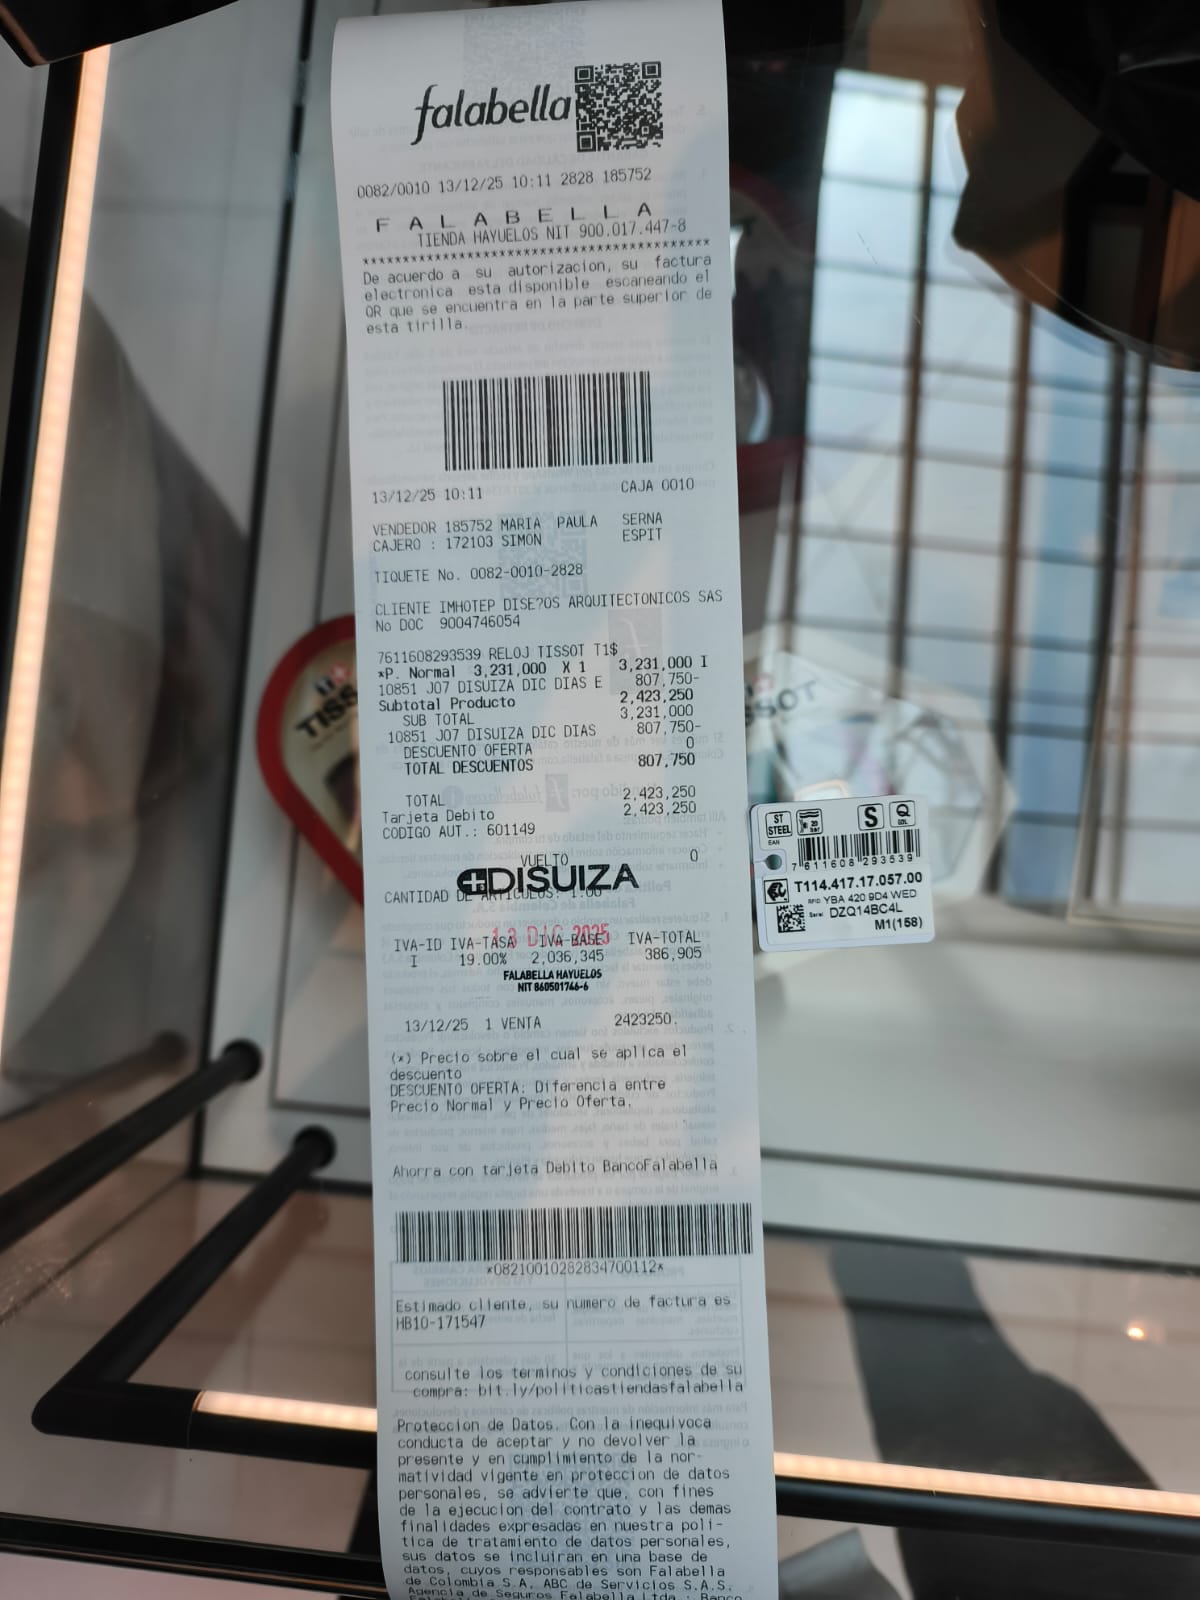 falabella
0082/0010 13/12/25 10:11 2828 185752
F A L A B E L L A
TIENDA HAYUELOS NIT 900.017.447-8
******************************************
De acuerdo a su autorizacion, su factura
electronica esta disponible escaneando el
QR que se encuentra en la parte superior de
esta tirilla.
13/12/25 10:11 CAJA 0010
VENDEDOR 185752 MARIA PAULA SERNA
CAJERO : 172103 SIMON ESPIT
TIQUETE No. 0082-0010-2828
CLIENTE IMHOTEP DISE?OS ARQUITECTONICOS SAS
No DOC 9004746054
7611608293539 RELOJ TISSOT T1$
*P. Normal 3,231,000 X 1 3,231,000 I
10851 J07 DISUIZA DIC DIAS E 807,750-
Subtotal Producto 2,423,250
SUB TOTAL 3,231,000
10851 J07 DISUIZA DIC DIAS 807,750-
DESCUENTO OFERTA 0
TOTAL DESCUENTOS 807,750
TOTAL 2,423,250
Tarjeta Debito 2,423,250
CODIGO AUT.: 601149
VUELTO 0
DISUIZA
CANTIDAD DE ARTICULOS: 1.00
13 DIC 2025
IVA-ID IVA-TASA IVA-BASE IVA-TOTAL
I 19.00% 2,036,345 386,905
FALABELLA HAYUELOS
NIT 860501746-6
13/12/25 1 VENTA 2423250.
(*) Precio sobre el cual se aplica el
descuento
DESCUENTO OFERTA: Diferencia entre
Precio Normal y Precio Oferta.
Ahorra con tarjeta Debito BancoFalabella
*08210010282834700112*
Estimado cliente, su numero de factura es
HB10-171547
consulte los terminos y condiciones de su
compra: bit.ly/politicastiendasfalabella
Proteccion de Datos. Con la inequivoca
conducta de aceptar y no devolver la
presente y en cumplimiento de la nor-
matividad vigente en proteccion de datos
personales, se advierte que, con fines
de la ejecucion del contrato y las demas
finalidades expresadas en nuestra poli-
tica de tratamiento de datos personales,
sus datos se incluiran en una base de
datos, cuyos responsables son Falabella
de Colombia S.A. ABC de Servicios S.A.S.
Agencia de Seguros Falabella Ltda
ST
STEEL
20
bar
S
Q
EAN
7 611608 293539
T114.417.17.057.00
RFID YBA 420 9D4 WED
Serial DZQ14BC4L
M1(158)
TISS
SSOT